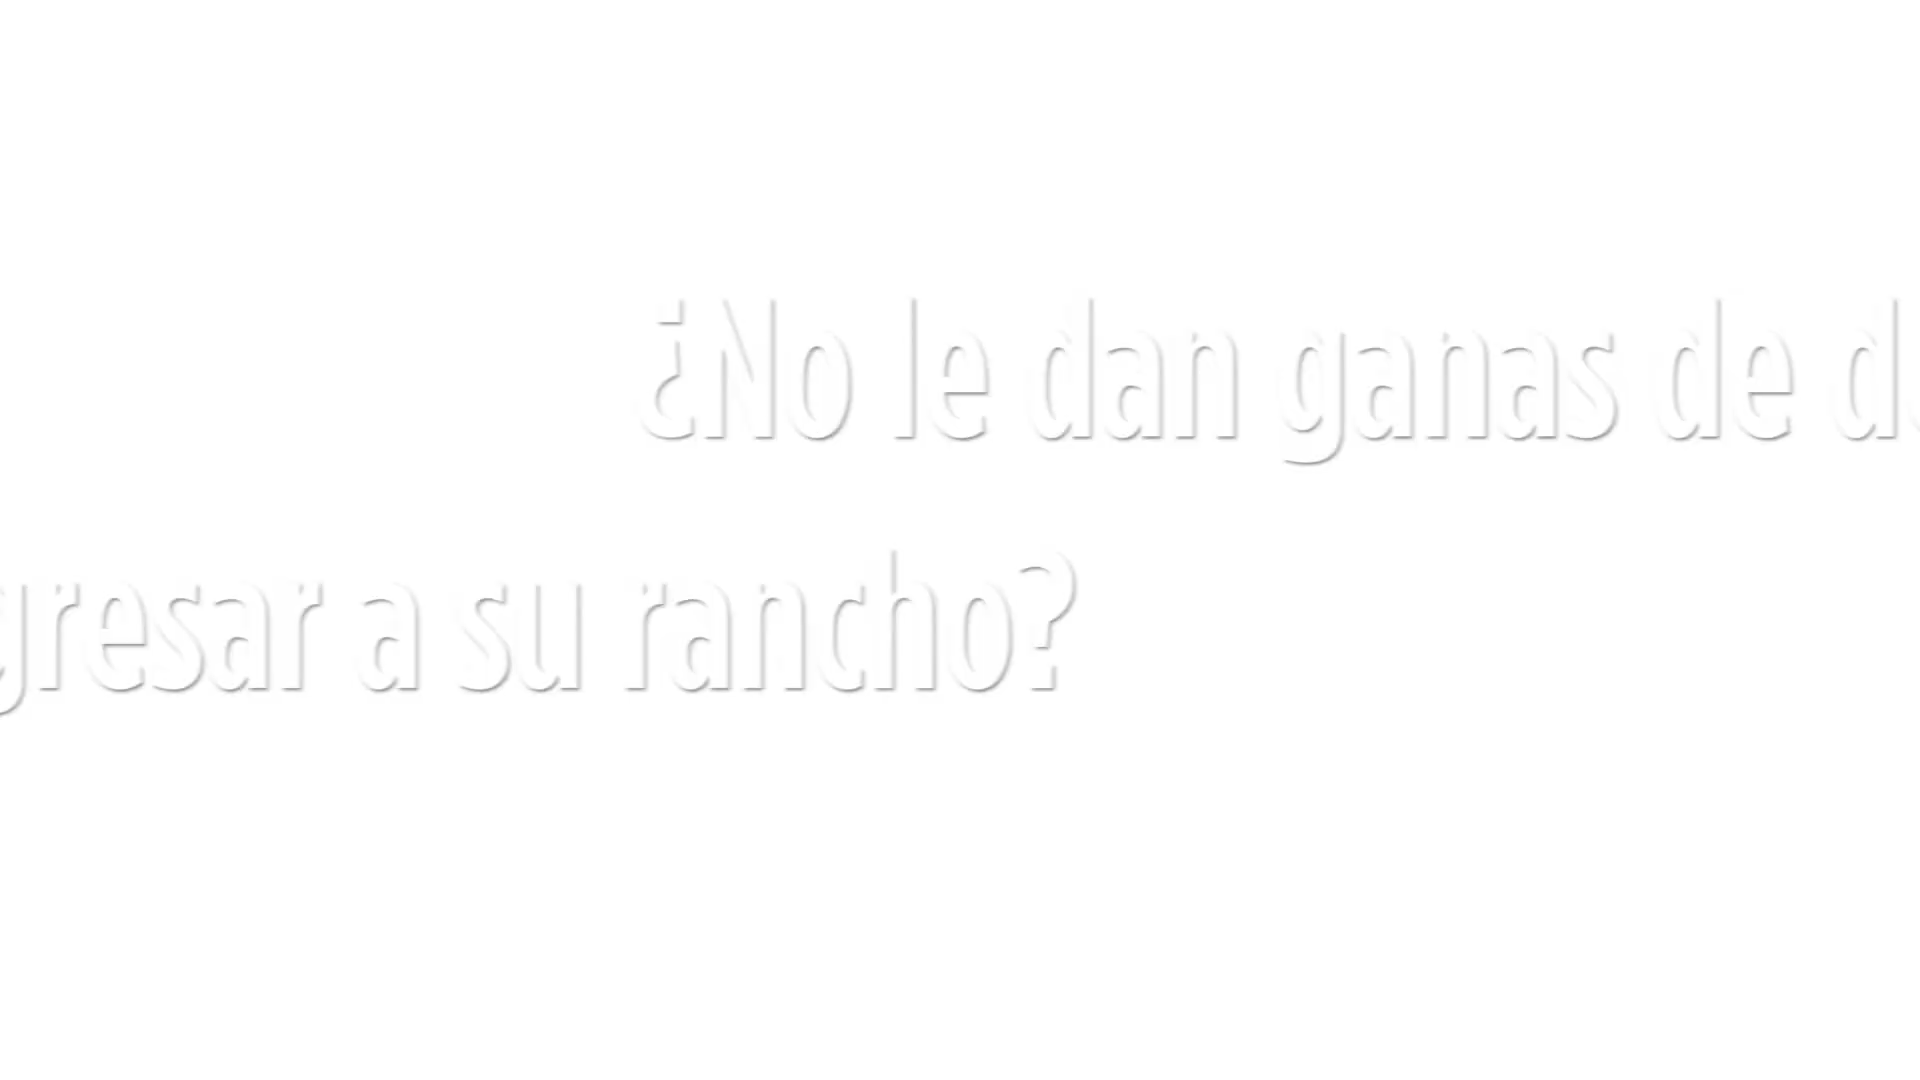 ¿No le dan ganas de d
gresar a su rancho?